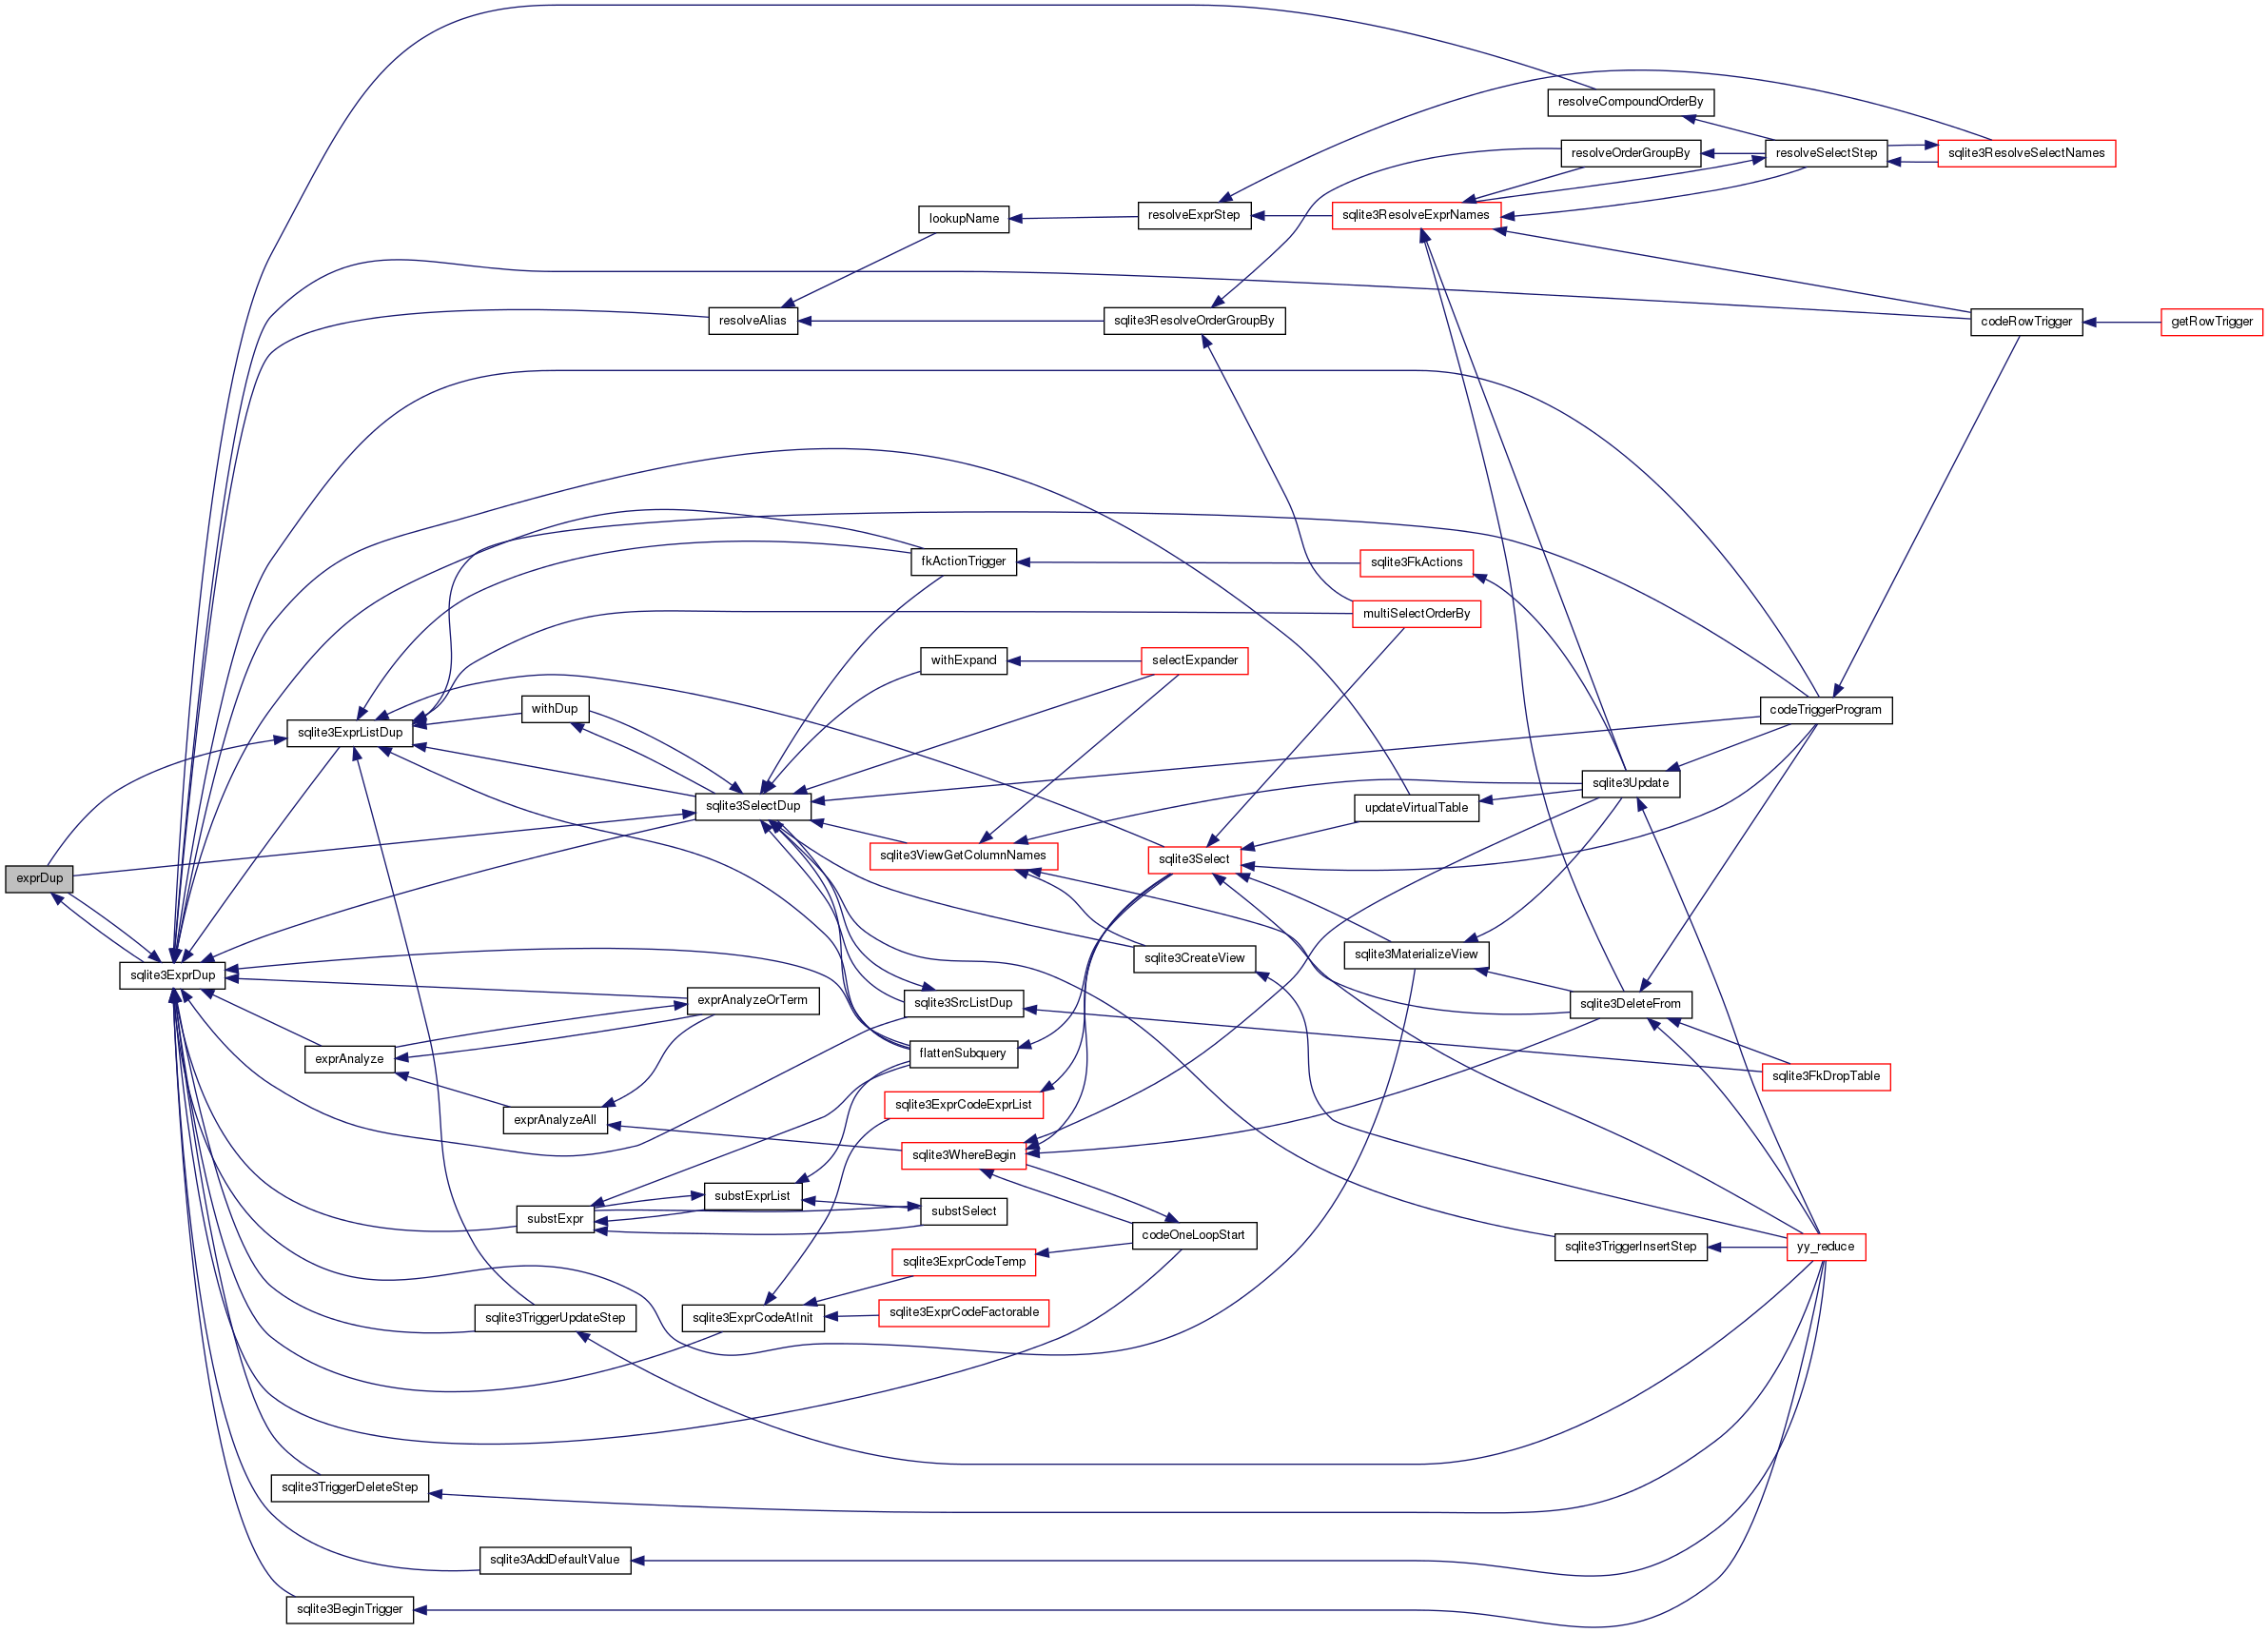 resolveCompoundOrderBy
resolveOrderGroupBy
resolveSelectStep
sqlite3ResolveSelectNames
lookupName
resolveExprStep
sqlite3ResolveExprNames
resolveAlias
sqlite3ResolveOrderGroupBy
codeRowTrigger
getRowTrigger
fkActionTrigger
sqlite3FkActions
multiSelectOrderBy
withExpand
selectExpander
withDup
codeTriggerProgram
sqlite3ExprListDup
sqlite3Update
sqlite3SelectDup
updateVirtualTable
sqlite3ViewGetColumnNames
sqlite3Select
exprDup
sqlite3CreateView
sqlite3MaterializeView
sqlite3ExprDup
exprAnalyzeOrTerm
sqlite3SrcListDup
sqlite3DeleteFrom
exprAnalyze
flattenSubquery
sqlite3FkDropTable
sqlite3ExprCodeExprList
exprAnalyzeAll
sqlite3WhereBegin
substExprList
substExpr
substSelect
codeOneLoopStart
sqlite3TriggerInsertStep
yy_reduce
sqlite3ExprCodeTemp
sqlite3TriggerUpdateStep
sqlite3ExprCodeAtInit
sqlite3ExprCodeFactorable
sqlite3TriggerDeleteStep
sqlite3AddDefaultValue
sqlite3BeginTrigger